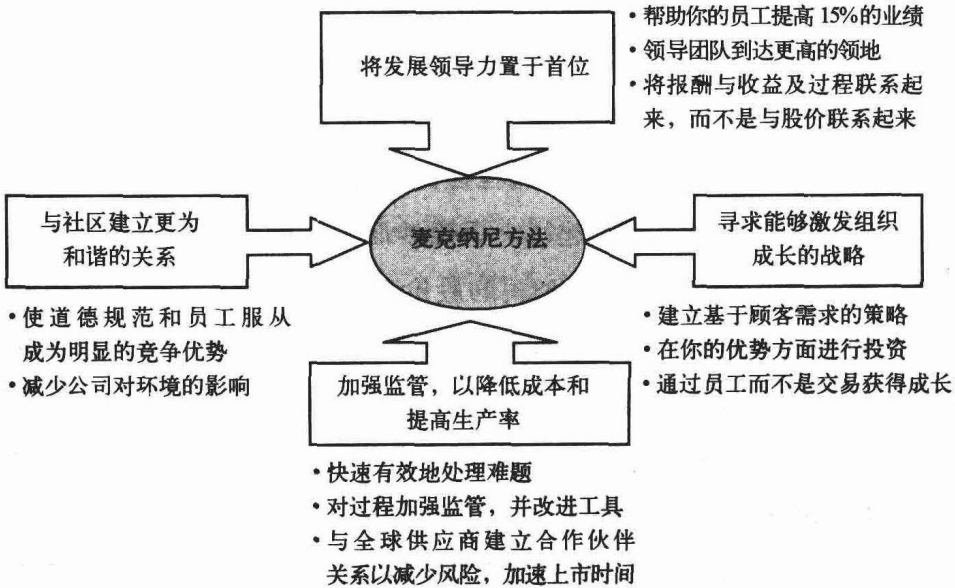 将发展领导力置于首位
• 帮助你的员工提高 15%的业绩
• 领导团队到达更高的领地
• 将报酬与收益及过程联系起
来，而不是与股价联系起来
与社区建立更为
和谐的关系
• 使道德规范和员工服从
成为明显的竞争优势
• 减少公司对环境的影响
麦克纳尼方法
寻求能够激发组织
成长的战略
• 建立基于顾客需求的策略
• 在你的优势方面进行投资
• 通过员工而不是交易获得成长
加强监管，以降低成本和
提高生产率
• 快速有效地处理难题
• 对过程加强监管，并改进工具
• 与全球供应商建立合作伙伴
关系以减少风险，加速上市时间